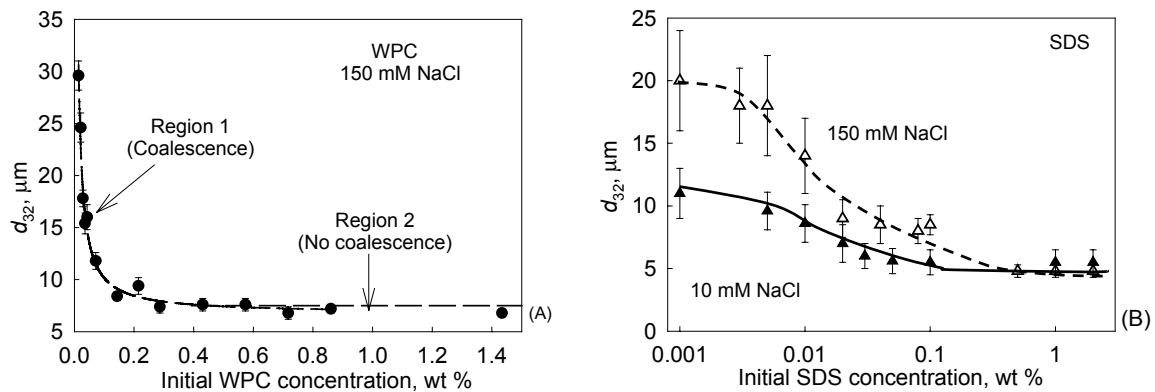 WPC
150 mM NaCl
Region 1
(Coalescence)
Region 2
(No coalescence)
35
30
25
20
15
10
5
d32, μm
0.0 0.2 0.4 0.6 0.8 1.0 1.2 1.4
Initial WPC concentration, wt %
(A)
SDS
150 mM NaCl
10 mM NaCl
25
20
15
10
5
0
d32, μm
0.001 0.01 0.1 1
Initial SDS concentration, wt %
(B)